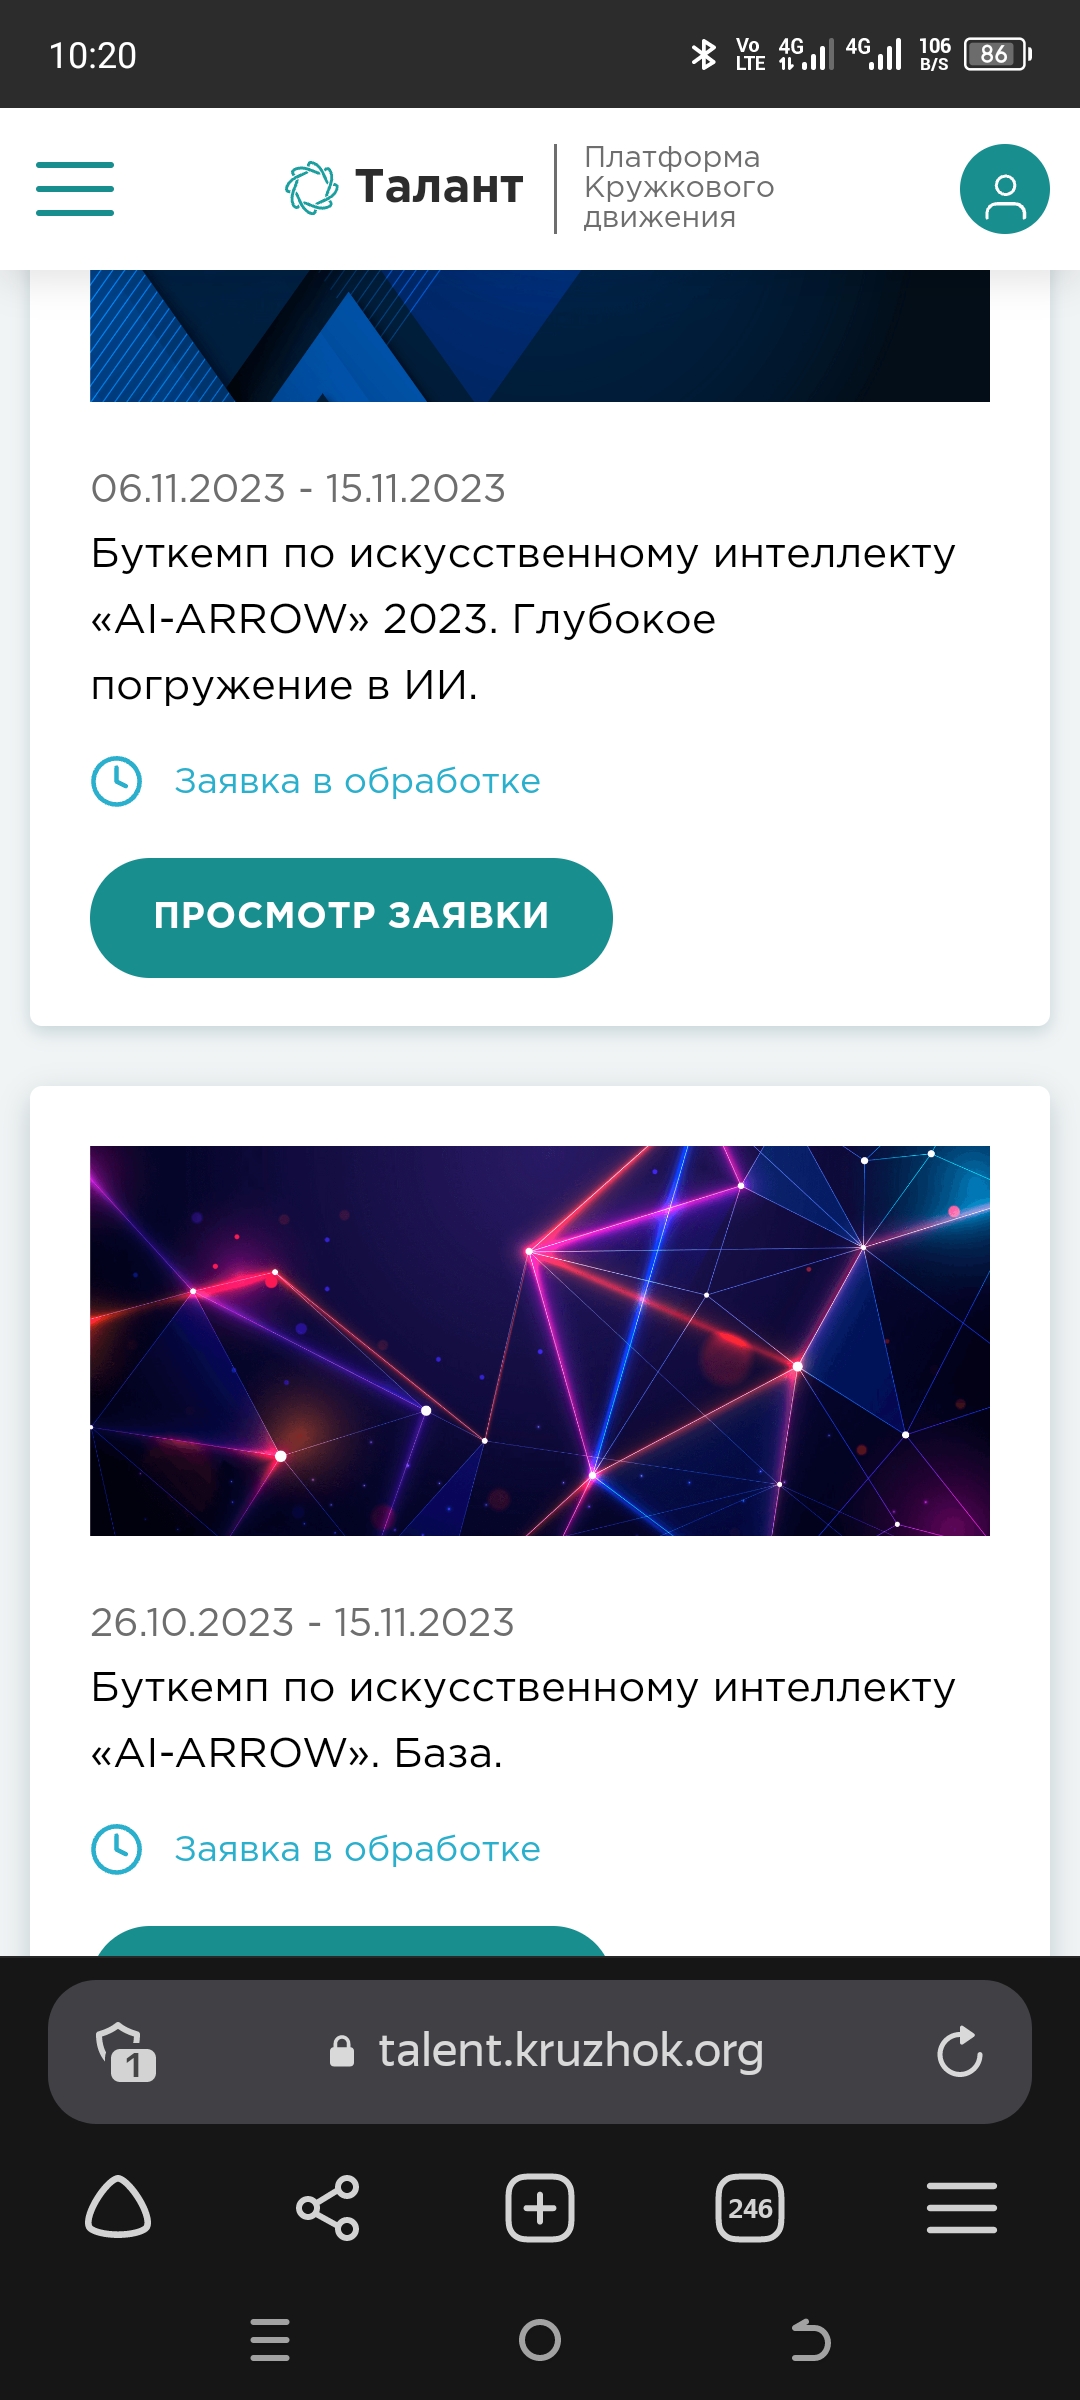 10:20
Vo LTE 4G 4G 106 B/S 86
Талант
Платформа
Кружкового
движения
06.11.2023 - 15.11.2023
Буткемп по искусственному интеллекту
«AI-ARROW» 2023. Глубокое
погружение в ИИ.
Заявка в обработке
ПРОСМОТР ЗАЯВКИ
26.10.2023 - 15.11.2023
Буткемп по искусственному интеллекту
«AI-ARROW». База.
Заявка в обработке
1
talent.kruzhok.org
246